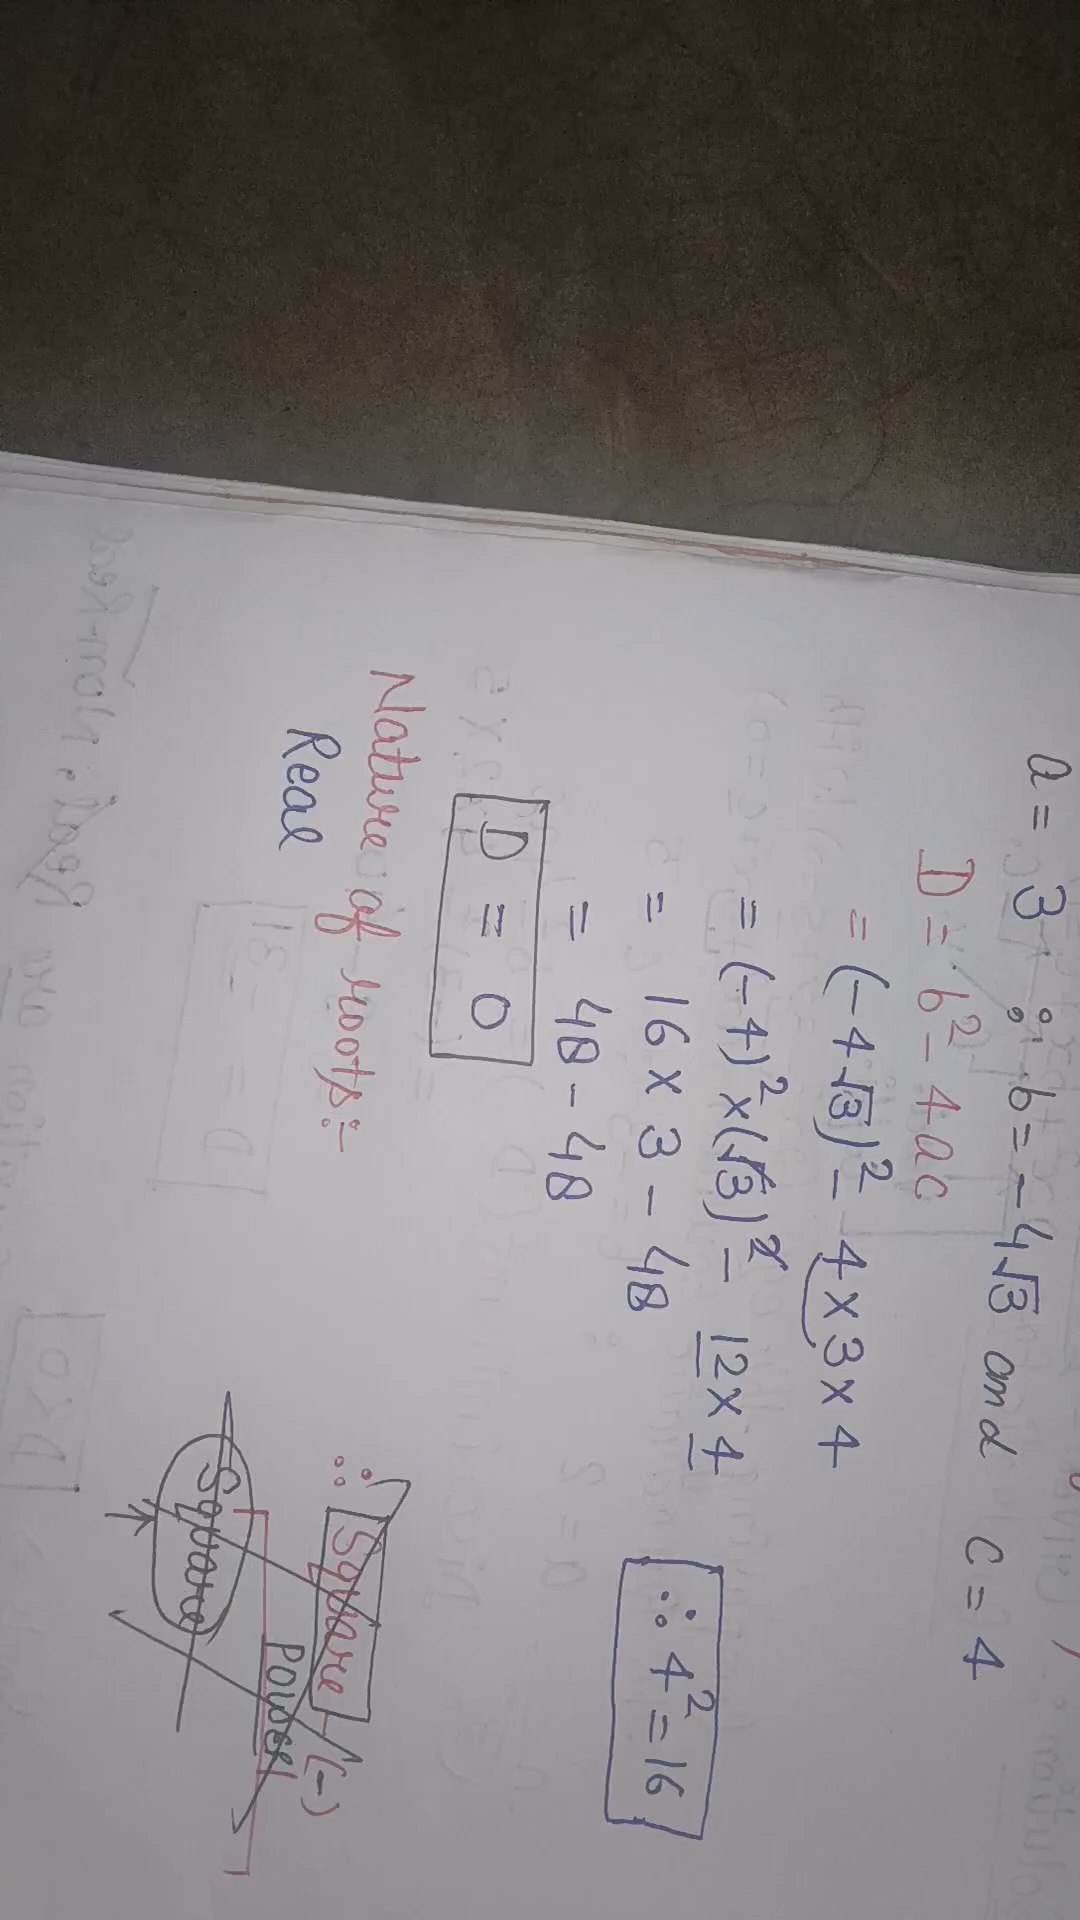 a = 3 ; b = -4√3 and c = 4
D = b² - 4ac
= (-4√3)² - 4 x 3 x 4
= (-4)² x (√3)² - 12 x 4
= 16 x 3 - 48
∴ 4² = 16
= 48 - 48
D = 0
Nature of roots:-
Real
∴ Square (-)
Power
Square